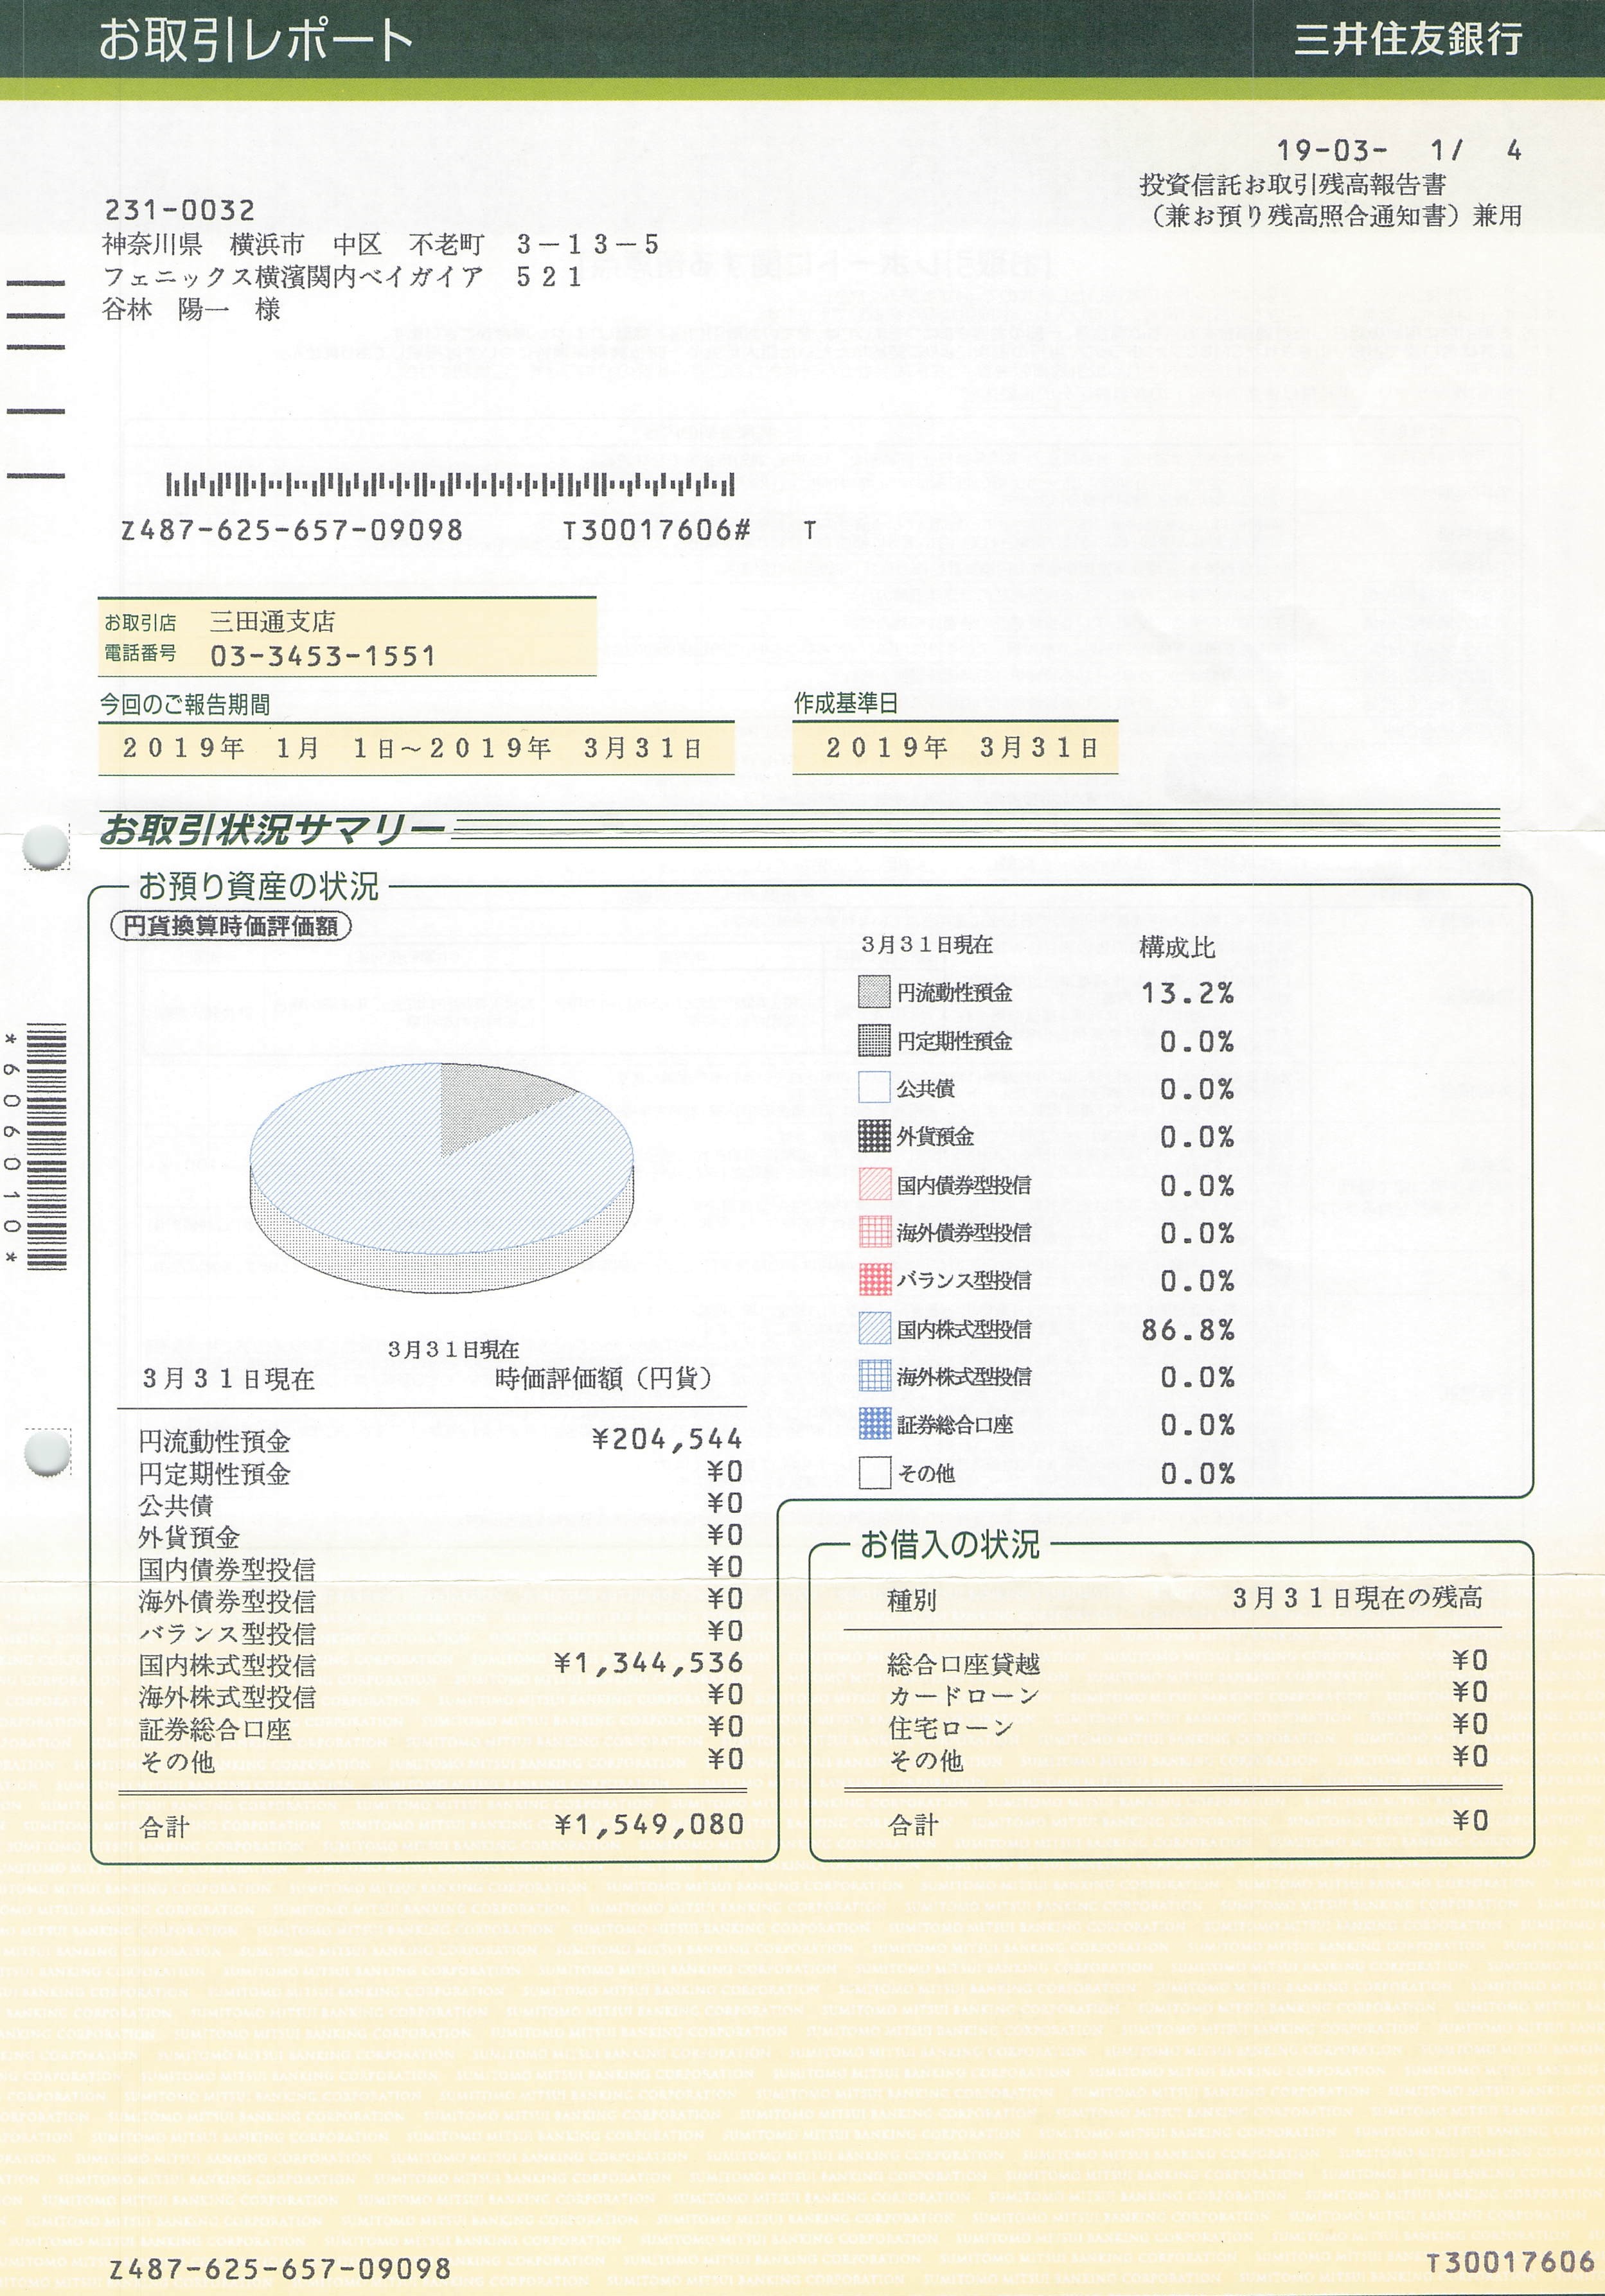 お取引レポート 三井住友銀行
19-03- 1/ 4
投資信託お取引残高報告書
（兼お預り残高照合通知書）兼用
231-0032
神奈川県 横浜市 中区 不老町 3－13－5
フェニックス横濱関内ベイガイア 521
谷林 陽一 様
Z487-625-657-09098 T30017606# T
お取引店 三田通支店
電話番号 03-3453-1551
今回のご報告期間 作成基準日
2019年 1月 1日～2019年 3月31日 2019年 3月31日
お取引状況サマリー
お預り資産の状況
円貨換算時価評価額
3月31日現在 構成比
円流動性預金 13.2%
円定期性預金 0.0%
公共債 0.0%
外貨預金 0.0%
国内債券型投信 0.0%
海外債券型投信 0.0%
バランス型投信 0.0%
国内株式型投信 86.8%
海外株式型投信 0.0%
証券総合口座 0.0%
その他 0.0%
*6060110*
3月31日現在
3月31日現在 時価評価額（円貨）
円流動性預金 ¥204,544
円定期性預金 ¥0
公共債 ¥0
外貨預金 ¥0
国内債券型投信 ¥0
海外債券型投信 ¥0
バランス型投信 ¥0
国内株式型投信 ¥1,344,536
海外株式型投信 ¥0
証券総合口座 ¥0
その他 ¥0
合計 ¥1,549,080
お借入の状況
種別 3月31日現在の残高
総合口座貸越 ¥0
カードローン ¥0
住宅ローン ¥0
その他 ¥0
合計 ¥0
SUMITOMO MITSUI BANKING CORPORATION
Z487-625-657-09098 T30017606